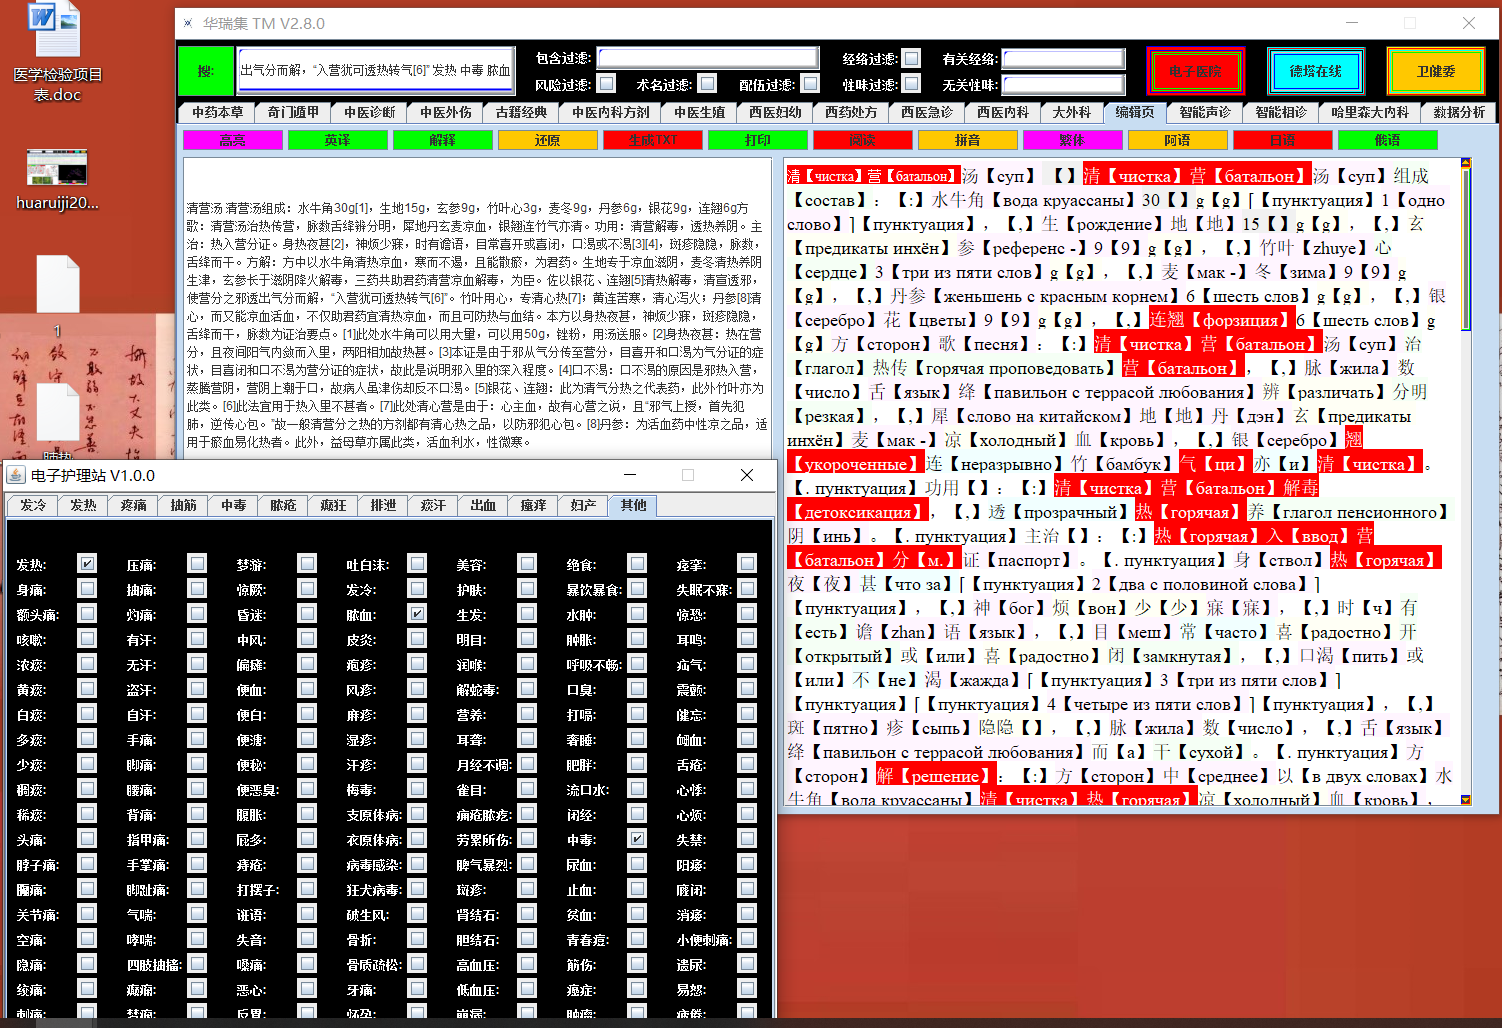 医学检验项目
表.doc
huaruiji20...
1
华瑞集 TM V2.8.0
搜:
出气分而解，“入营犹可透热转气[6]” 发热 中毒 脓血
包含过滤:
经络过滤:
有关经络:
风险过滤:
术名过滤:
配伍过滤:
性味过滤:
无关性味:
电子医院
德塔在线
卫健委
中药本草 奇门遁甲 中医诊断 中医外伤 古籍经典 中医内科方剂 中医生殖 西医妇幼 西药处方 西医急诊 西医内科 大外科 编辑页 智能声诊 智能相诊 哈里森大内科 数据分析
高亮 英译 解释 还原 生成TXT 打印 阅读 拼音 繁体 阿语 日语 俄语
清营汤 清营汤组成：水牛角30g[1]，生地15g，玄参9g，竹叶心3g，麦冬9g，丹参6g，银花9g，连翘6g方
歌：清营汤治热传营，脉数舌绛辨分明，犀地丹玄麦凉血，银翘连竹气亦清。功用：清营解毒，透热养阴。主
治：热入营分证。身热夜甚[2]，神烦少寐，时有谵语，目常喜开或喜闭，口渴或不渴[3][4]，斑疹隐隐，脉数，
舌绛而干。方解：方中以水牛角清热凉血，寒而不遏，且能散瘀，为君药。生地专于凉血滋阴，麦冬清热养阴
生津，玄参长于滋阴降火解毒，三药共助君药清营凉血解毒，为臣。佐以银花、连翘[5]清热解毒，清宣透邪，
使营分之邪透出气分而解，“入营犹可透热转气[6]”。竹叶用心，专清心热[7]；黄连苦寒，清心泻火；丹参[8]清
心，而又能凉血活血，不仅助君药宜清热凉血，而且可防热与血结。本方以身热夜甚，神烦少寐，斑疹隐隐，
舌绛而干，脉数为证治要点。[1]此处水牛角可以用大量，可以用50g，锉粉，用汤送服。[2]身热夜甚：热在营
分，且夜间阳气内敛而入里，两阳相加故热甚。[3]本证是由于邪从气分传至营分，目喜开和口渴为气分证的症
状，目喜闭和口不渴为营分证的症状，故此是说明邪入里的深入程度。[4]口不渴：口不渴的原因是邪热入营，
蒸腾营阴，营阴上潮于口，故病人虽津伤却反不口渴。[5]银花、连翘：此为清气分热之代表药，此外竹叶亦为
此类。[6]此法宜用于热入里不甚者。[7]此处清心营是由于：心主血，故有心营之说，且“邪气上授，首先犯
肺，逆传心包。”故一般清营分之热的方剂都有清心热之品，以防邪犯心包。[8]丹参：为活血药中性凉之品，适
用于瘀血易化热者。此外，益母草亦属此类，活血利水，性微寒。
清【чистка】营【батальон】汤【суп】 【】清【чистка】营【батальон】汤【суп】组成
【состав】：【:】水牛角【вода круассаны】30【】g【g】[【пунктуация】1【одно
слово】]【пунктуация】，【,】生【рождение】地【地】15【】g【g】，【,】玄
【предикаты инхён】参【референс -】9【9】g【g】，【,】竹叶【zhuye】心
【сердце】3【три из пяти слов】g【g】，【,】麦【мак -】冬【зима】9【9】g
【g】，【,】丹参【женьшень с красным корнем】6【шесть слов】g【g】，【,】银
【серебро】花【цветы】9【9】g【g】，【,】连翘【форзиция】6【шесть слов】g
【g】方【сторон】歌【песня】：【:】清【чистка】营【батальон】汤【суп】治
【глагол】热传【горячая проповедовать】营【батальон】，【,】脉【жила】数
【число】舌【язык】绛【павильон с террасой любования】辨【различать】分明
【резкая】，【,】犀【слово на китайском】地【地】丹【дэн】玄【предикаты
инхён】麦【мак -】凉【холодный】血【кровь】，【,】银【серебро】翘
【укороченные】连【неразрывно】竹【бамбук】气【ци】亦【и】清【чистка】。
【. пунктуация】功用【】：【:】清【чистка】营【батальон】解毒
【детоксикация】，【,】透【прозрачный】热【горячая】养【глагол пенсионного】
阴【инь】。【. пунктуация】主治【】：【:】热【горячая】入【ввод】营
【батальон】分【м.】证【паспорт】。【. пунктуация】身【ствол】热【горячая】
夜【夜】甚【что за】[【пунктуация】2【два с половиной слова】]
【пунктуация】，【,】神【бог】烦【вон】少【少】寐【寐】，【,】时【ч】有
【есть】谵【zhan】语【язык】，【,】目【меш】常【часто】喜【радостно】开
【открытый】或【или】喜【радостно】闭【замкнутая】，【,】口渴【пить】或
【или】不【не】渴【жажда】[【пунктуация】3【три из пяти слов】]
【пунктуация】[【пунктуация】4【четыре из пяти слов】]【пунктуация】，【,】
斑【пятно】疹【сыпь】隐隐【】，【,】脉【жила】数【число】，【,】舌【язык】
绛【павильон с террасой любования】而【а】干【сухой】。【. пунктуация】方
【сторон】解【решение】：【:】方【сторон】中【среднее】以【в двух словах】水
牛角【вода круассаны】清【чистка】热【горячая】凉【холодный】血【кровь】，
电子护理站 V1.0.0
发冷 发热 疼痛 抽筋 中毒 脓疮 癫狂 排泄 痰汗 出血 瘙痒 妇产 其他
发热: 压痛: 梦游: 吐白沫: 美容: 绝食: 痉挛:
身痛: 抽痛: 惊厥: 发冷: 护肤: 暴饮暴食: 失眠不寐:
额头痛: 灼痛: 昏迷: 脓血: 生发: 水肿: 惊恐:
咳嗽: 有汗: 中风: 皮炎: 明目: 肿胀: 耳鸣:
浓痰: 无汗: 偏瘫: 疱疹: 润喉: 呼吸不畅: 疝气:
黄痰: 盗汗: 便血: 风疹: 解蛇毒: 口臭: 震颤:
白痰: 自汗: 便白: 麻疹: 营养: 打嗝: 健忘:
多痰: 手痛: 便溏: 湿疹: 耳聋: 嗜睡: 衄血:
少痰: 脚痛: 便秘: 汗疹: 月经不调: 肥胖: 舌疮:
稠痰: 腰痛: 便恶臭: 梅毒: 雀目: 流口水: 心悸:
稀痰: 背痛: 腹胀: 支原体病: 痈疮脓疙: 闭经: 心烦:
头痛: 指甲痛: 屁多: 衣原体病: 劳累所伤: 中毒: 失禁:
脖子痛: 手掌痛: 痔疮: 病毒感染: 脾气暴烈: 尿血: 阳痿:
胸痛: 脚趾痛: 打摆子: 狂犬病毒: 斑疹: 止血: 癃闭:
关节痛: 气喘: 诳语: 破生风: 肾结石: 贫血: 消痿:
空痛: 哮喘: 失音: 骨折: 胆结石: 青春痘: 小便刺痛:
隐痛: 四肢抽搐: 嗓痛: 骨质疏松: 高血压: 筋伤: 遗尿:
绞痛: 癫痫: 恶心: 牙痛: 低血压: 癌症: 易怒:
刺痛: 梦痫: 反胃: 怀孕: 崩漏: 肿瘤: 疲倦: